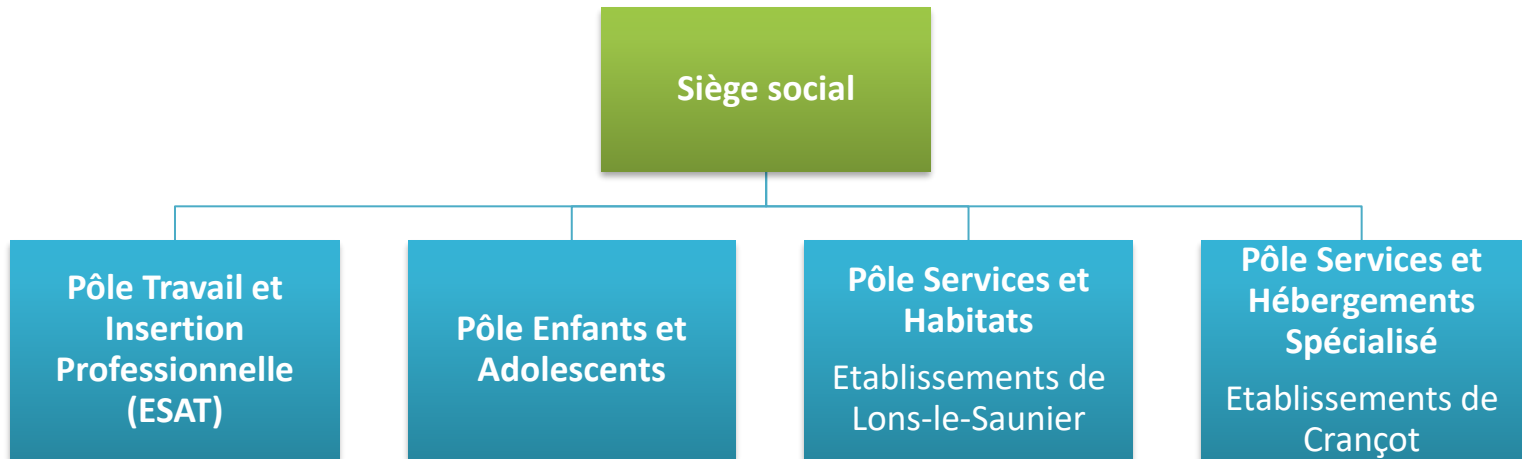 Siège social
Pôle Travail et
Insertion
Professionnelle
(ESAT)
Pôle Enfants et
Adolescents
Pôle Services et
Habitats
Etablissements de
Lons-le-Saunier
Pôle Services et
Hébergements
Spécialisé
Etablissements de
Crançot